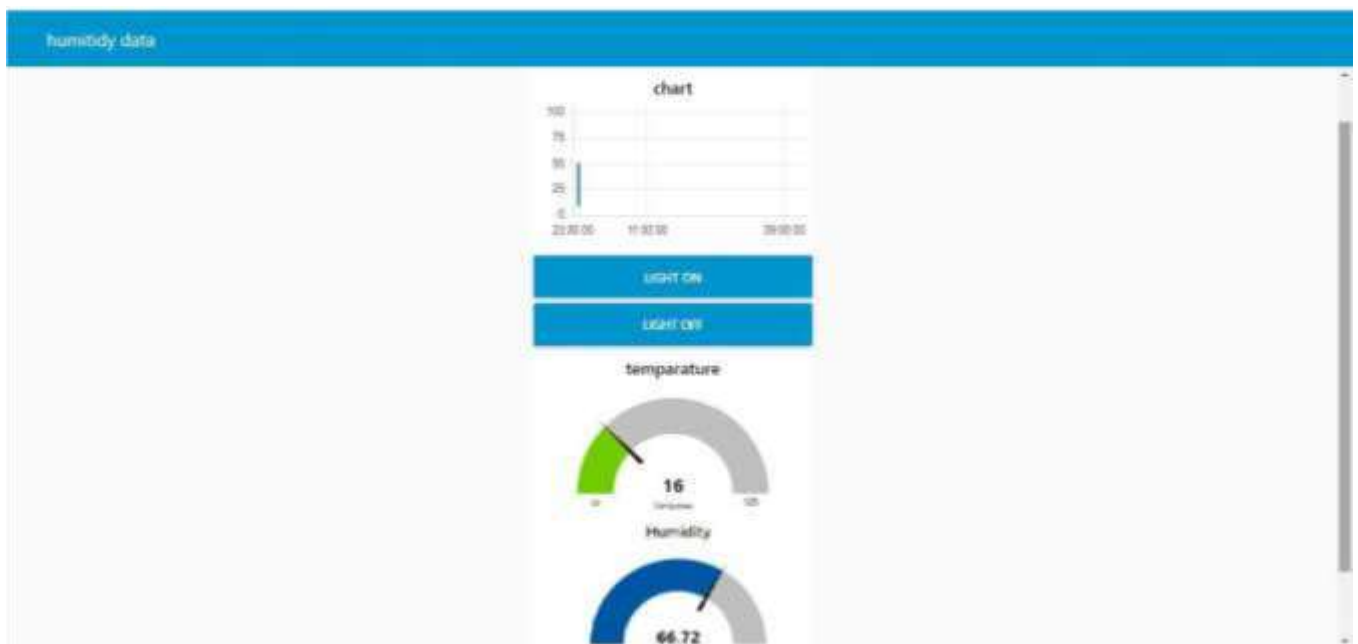 humitidy data
chart
100
75
50
25
0
LIGHT ON
LIGHT OFF
temparature
16
Humidity
66.72